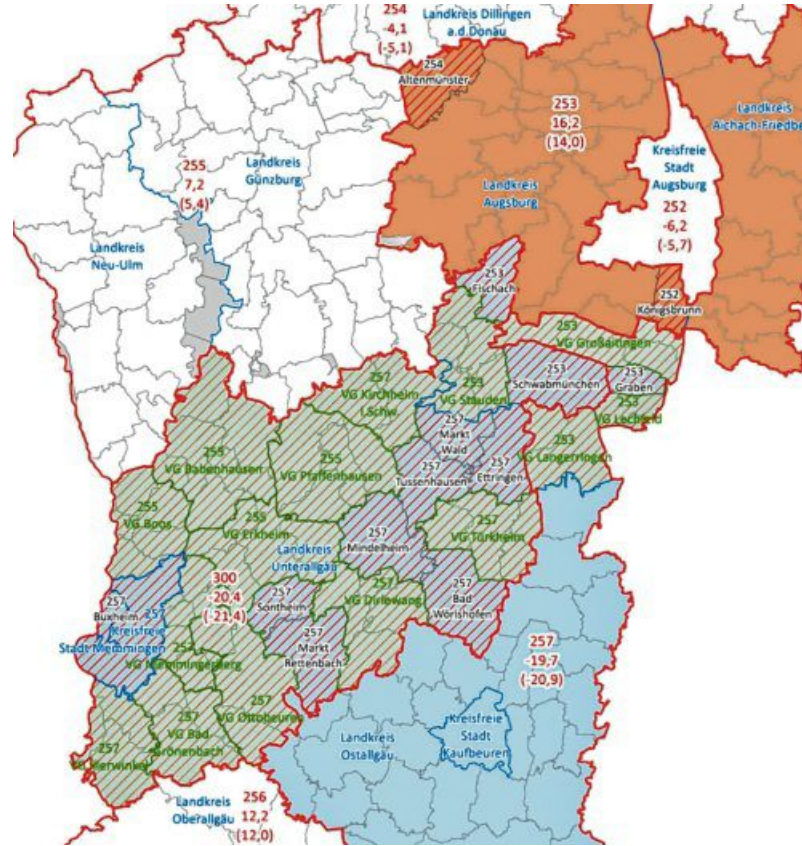 254
-4,1
(-5,1)
Landkreis Dillingen
a.d.Donau
254
Altenmünster
253
16,2
(14,0)
Landkreis
Aichach-Friedbe
Kreisfreie
Stadt
Augsburg
252
-6,2
(-5,7)
Landkreis
Augsburg
255
7,2
(5,4)
Landkreis
Günzburg
Landkreis
Neu-Ulm
253
Fischach
252
Königsbrunn
253
VG Großaitingen
253
Schwabmünchen
253
Graben
253
VG Lechfeld
257
VG Kirchheim
i.Schw.
253
VG Stauden
257
Markt
Wald
253
VG Langerringen
255
VG Babenhausen
255
VG Pfaffenhausen
257
Tussenhausen
257
Ettringen
255
VG Boos
255
VG Erkheim
257
Mindelheim
257
VG Türkheim
Landkreis
Unterallgäu
300
-20,4
(-21,4)
257
Sontheim
257
VG Dirlewang
257
Bad
Wörishofen
257
Buxheim
257
Kreisfreie
Stadt Memmingen
257
VG Memmingerberg
257
Markt
Rettenbach
257
-19,7
(-20,9)
257
VG Ottobeuren
257
VG Bad
Grönenbach
257
VG Illerwinkel
Landkreis
Ostallgäu
Kreisfreie
Stadt
Kaufbeuren
Landkreis
Oberallgäu
256
12,2
(12,0)